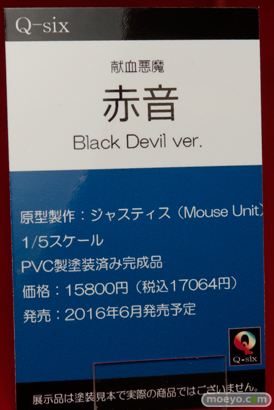 Q-six
献血悪魔
赤音
Black Devil ver.
原型製作：ジャスティス（Mouse Unit）
1/5スケール
PVC製塗装済み完成品
価格：15800円（税込17064円）
発売：2016年6月発売予定
Q-six
展示品は塗装見本で実際の商品ではございません。
moeyo.com